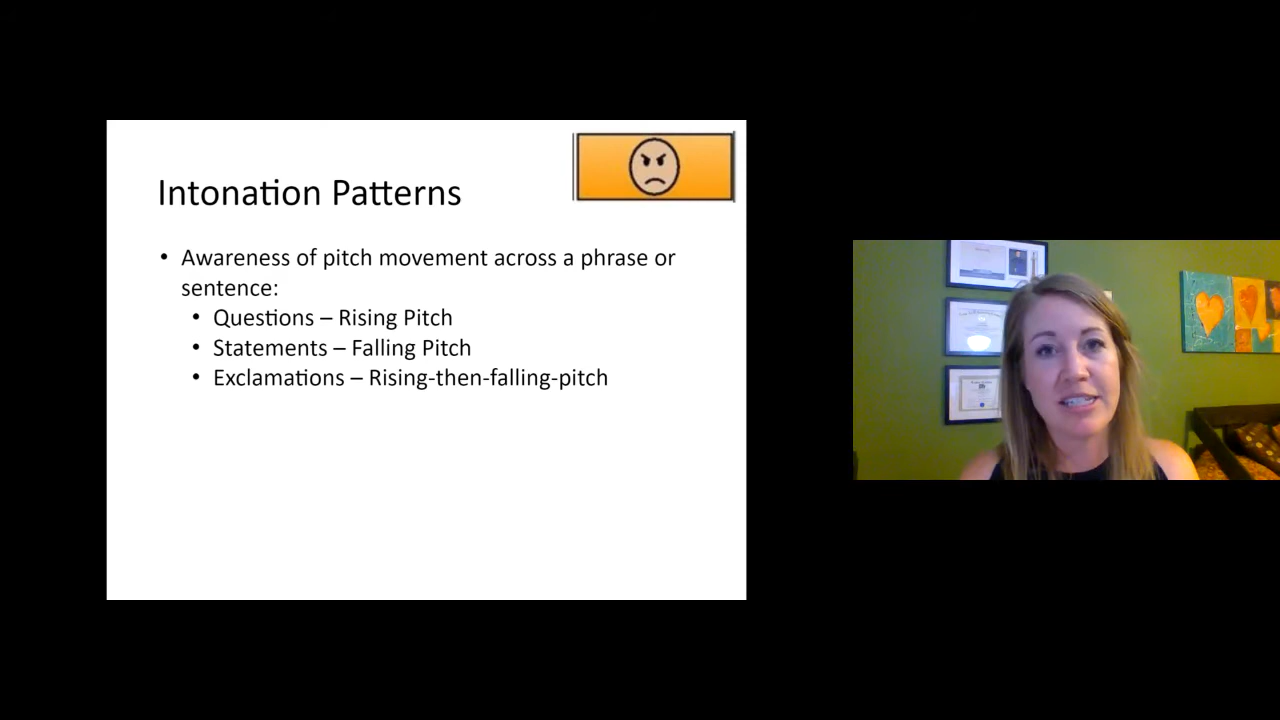 Intonation Patterns
• Awareness of pitch movement across a phrase or
sentence:
• Questions – Rising Pitch
• Statements – Falling Pitch
• Exclamations – Rising-then-falling-pitch